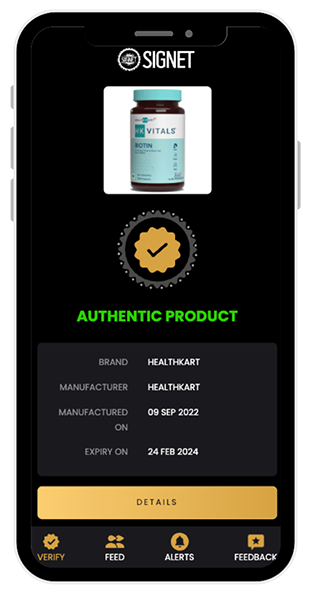 SIGNET
HK VITALS
BIOTIN
AUTHENTIC PRODUCT
BRAND HEALTHKART
MANUFACTURER HEALTHKART
MANUFACTURED ON 09 SEP 2022
EXPIRY ON 24 FEB 2024
DETAILS
VERIFY FEED ALERTS FEEDBACK